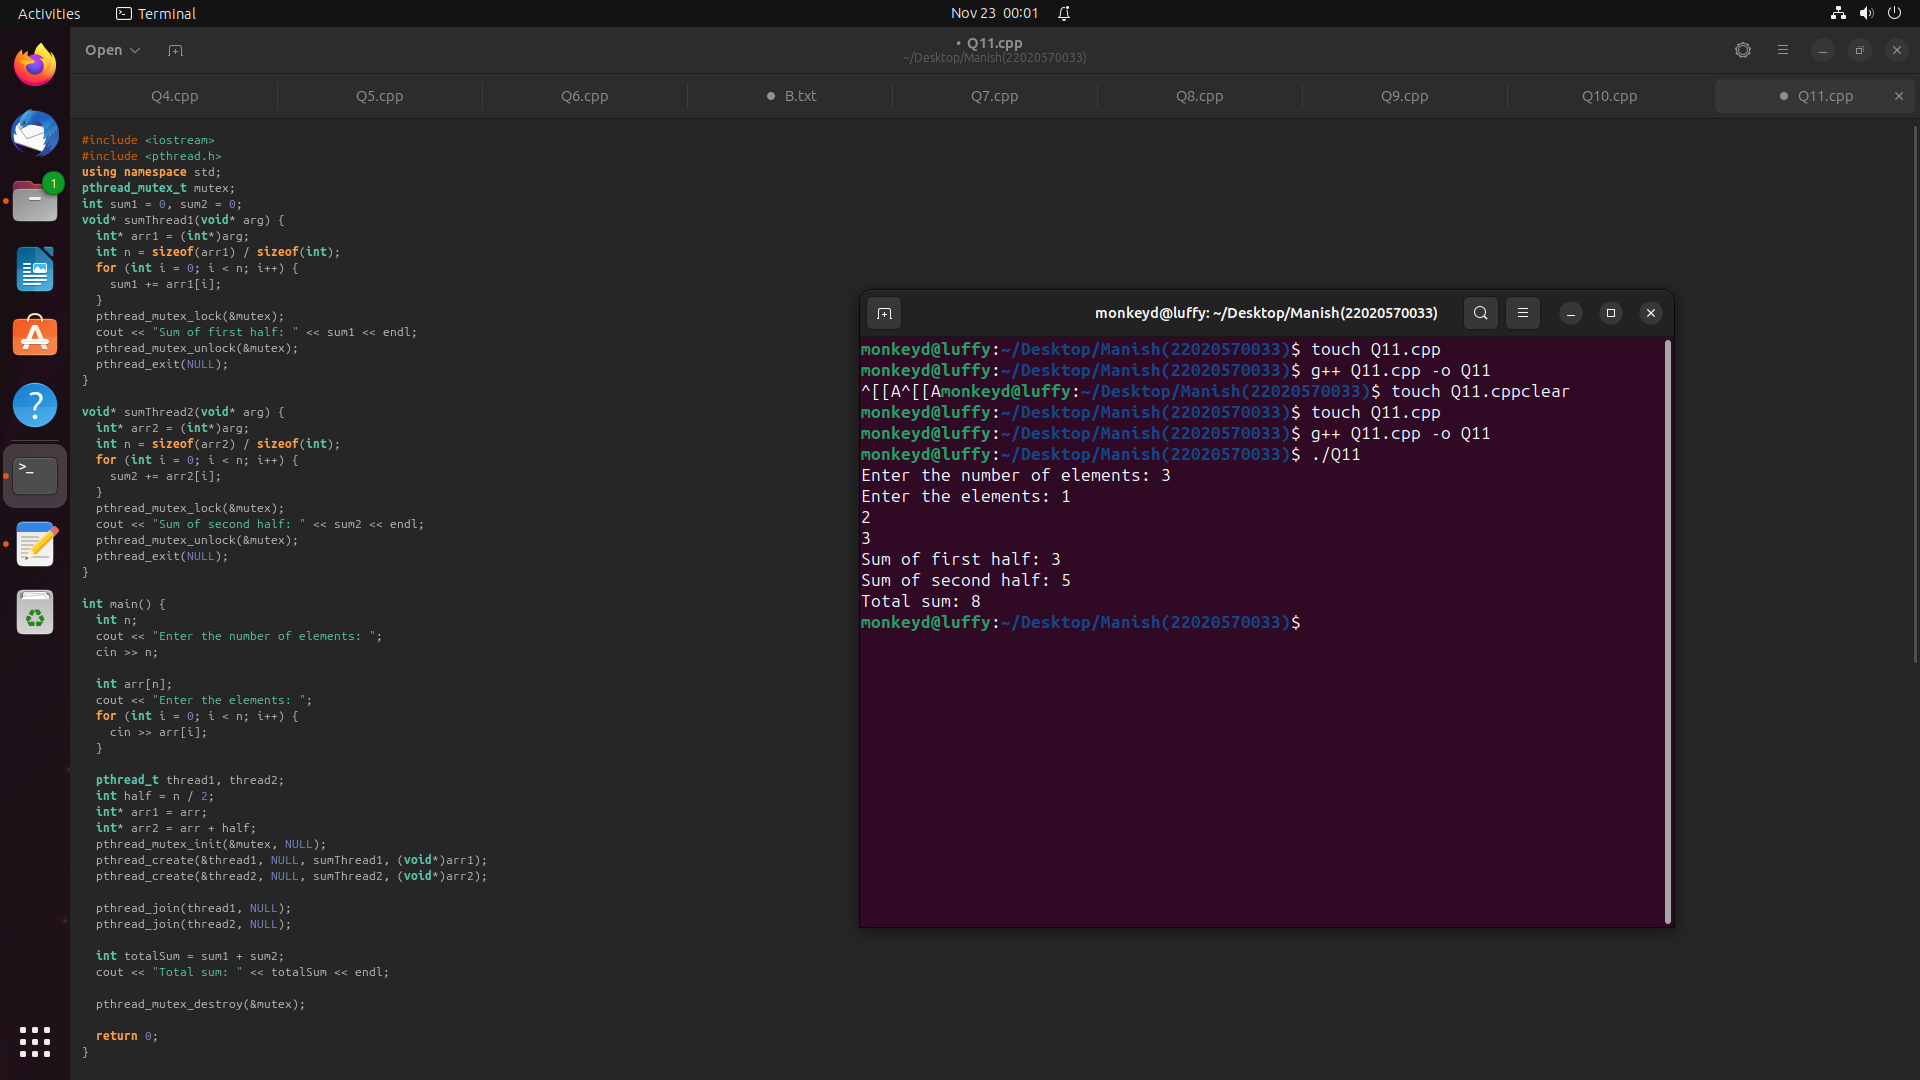 Activities
Terminal
Nov 23 00:01
Open
• Q11.cpp
~/Desktop/Manish(22020570033)
Q4.cpp
Q5.cpp
Q6.cpp
● B.txt
Q7.cpp
Q8.cpp
Q9.cpp
Q10.cpp
● Q11.cpp
1
#include <iostream>
#include <pthread.h>
using namespace std;
pthread_mutex_t mutex;
int sum1 = 0, sum2 = 0;
void* sumThread1(void* arg) {
  int* arr1 = (int*)arg;
  int n = sizeof(arr1) / sizeof(int);
  for (int i = 0; i < n; i++) {
    sum1 += arr1[i];
  }
  pthread_mutex_lock(&mutex);
  cout << "Sum of first half: " << sum1 << endl;
  pthread_mutex_unlock(&mutex);
  pthread_exit(NULL);
}
void* sumThread2(void* arg) {
  int* arr2 = (int*)arg;
  int n = sizeof(arr2) / sizeof(int);
  for (int i = 0; i < n; i++) {
    sum2 += arr2[i];
  }
  pthread_mutex_lock(&mutex);
  cout << "Sum of second half: " << sum2 << endl;
  pthread_mutex_unlock(&mutex);
  pthread_exit(NULL);
}
int main() {
  int n;
  cout << "Enter the number of elements: ";
  cin >> n;
  int arr[n];
  cout << "Enter the elements: ";
  for (int i = 0; i < n; i++) {
    cin >> arr[i];
  }
  pthread_t thread1, thread2;
  int half = n / 2;
  int* arr1 = arr;
  int* arr2 = arr + half;
  pthread_mutex_init(&mutex, NULL);
  pthread_create(&thread1, NULL, sumThread1, (void*)arr1);
  pthread_create(&thread2, NULL, sumThread2, (void*)arr2);
  pthread_join(thread1, NULL);
  pthread_join(thread2, NULL);
  int totalSum = sum1 + sum2;
  cout << "Total sum: " << totalSum << endl;
  pthread_mutex_destroy(&mutex);
  return 0;
}
monkeyd@luffy: ~/Desktop/Manish(22020570033)
monkeyd@luffy:~/Desktop/Manish(22020570033)$ touch Q11.cpp
monkeyd@luffy:~/Desktop/Manish(22020570033)$ g++ Q11.cpp -o Q11
^[[A^[[Amonkeyd@luffy:~/Desktop/Manish(22020570033)$ touch Q11.cppclear
monkeyd@luffy:~/Desktop/Manish(22020570033)$ touch Q11.cpp
monkeyd@luffy:~/Desktop/Manish(22020570033)$ g++ Q11.cpp -o Q11
monkeyd@luffy:~/Desktop/Manish(22020570033)$ ./Q11
Enter the number of elements: 3
Enter the elements: 1
2
3
Sum of first half: 3
Sum of second half: 5
Total sum: 8
monkeyd@luffy:~/Desktop/Manish(22020570033)$